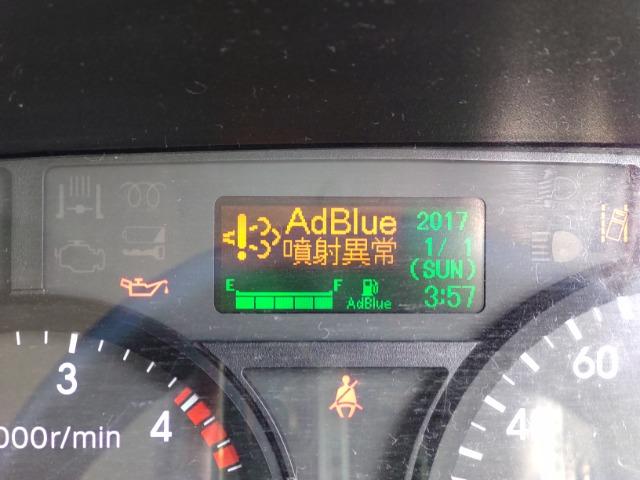 AdBlue
噴射異常
2017
1/ 1
(SUN)
3:57
E F
AdBlue
3
4
000r/min
60